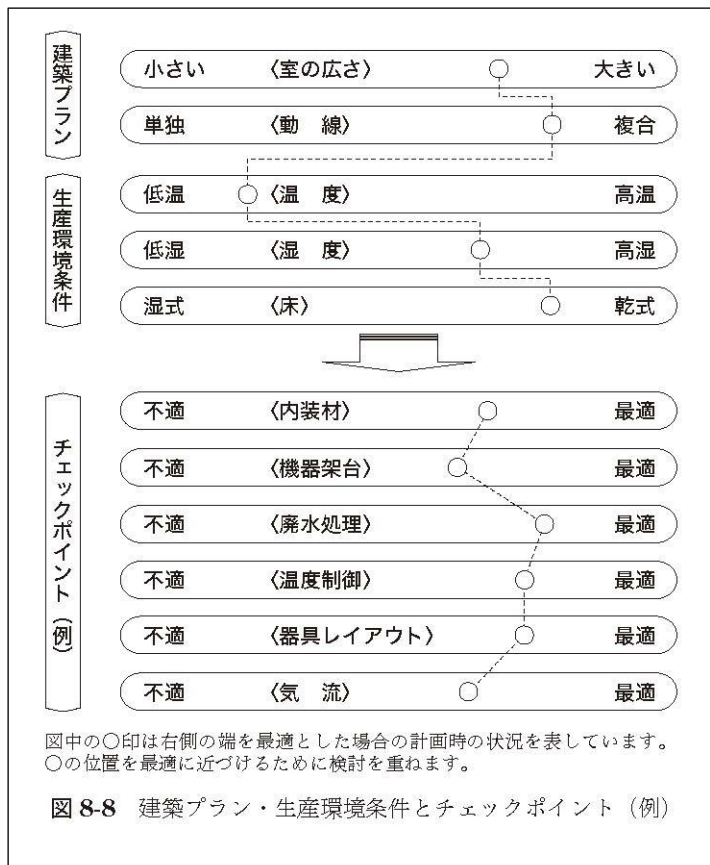 建築プラン
小さい 〈室の広さ〉 大きい
単独 〈動 線〉 複合
生産環境条件
低温 〈温 度〉 高温
低湿 〈湿 度〉 高湿
湿式 〈床〉 乾式
チェックポイント（例）
不適 〈内装材〉 最適
不適 〈機器架台〉 最適
不適 〈廃水処理〉 最適
不適 〈温度制御〉 最適
不適 〈器具レイアウト〉 最適
不適 〈気 流〉 最適
図中の○印は右側の端を最適とした場合の計画時の状況を表しています。
○の位置を最適に近づけるために検討を重ねます。
図 8-8 建築プラン・生産環境条件とチェックポイント（例）